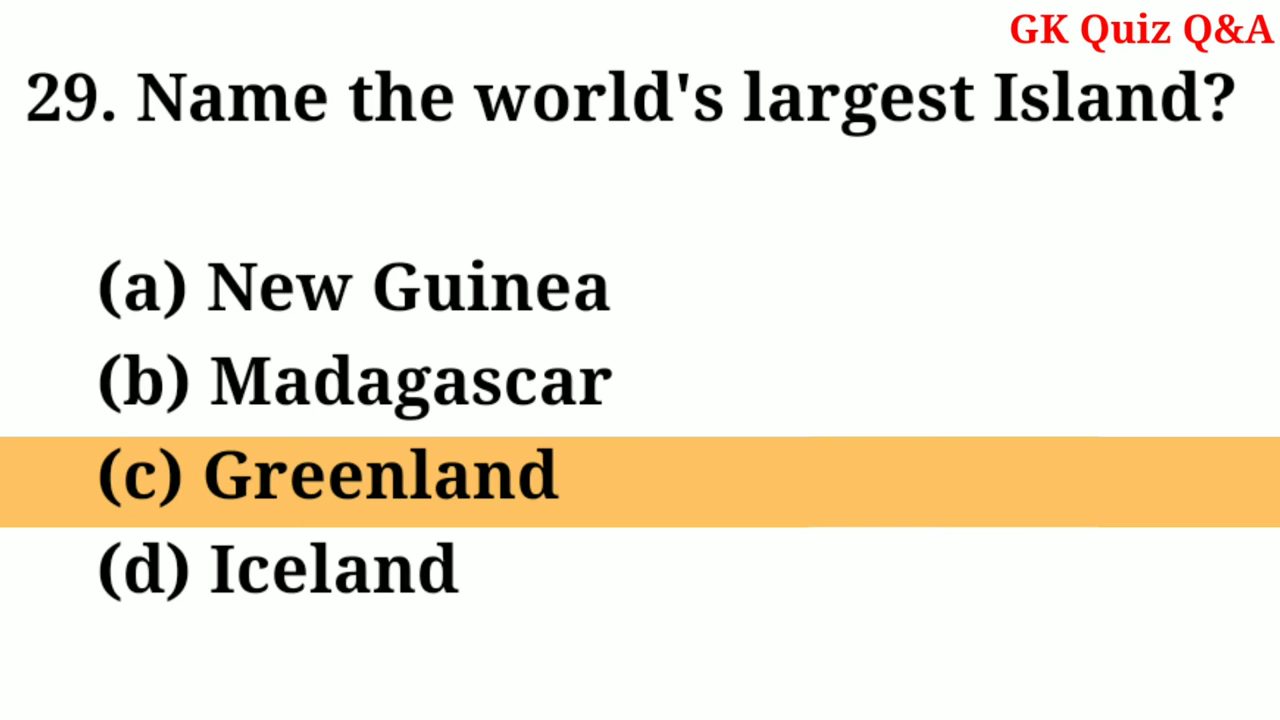 GK Quiz Q&A
29. Name the world's largest Island?
(a) New Guinea
(b) Madagascar
(c) Greenland
(d) Iceland